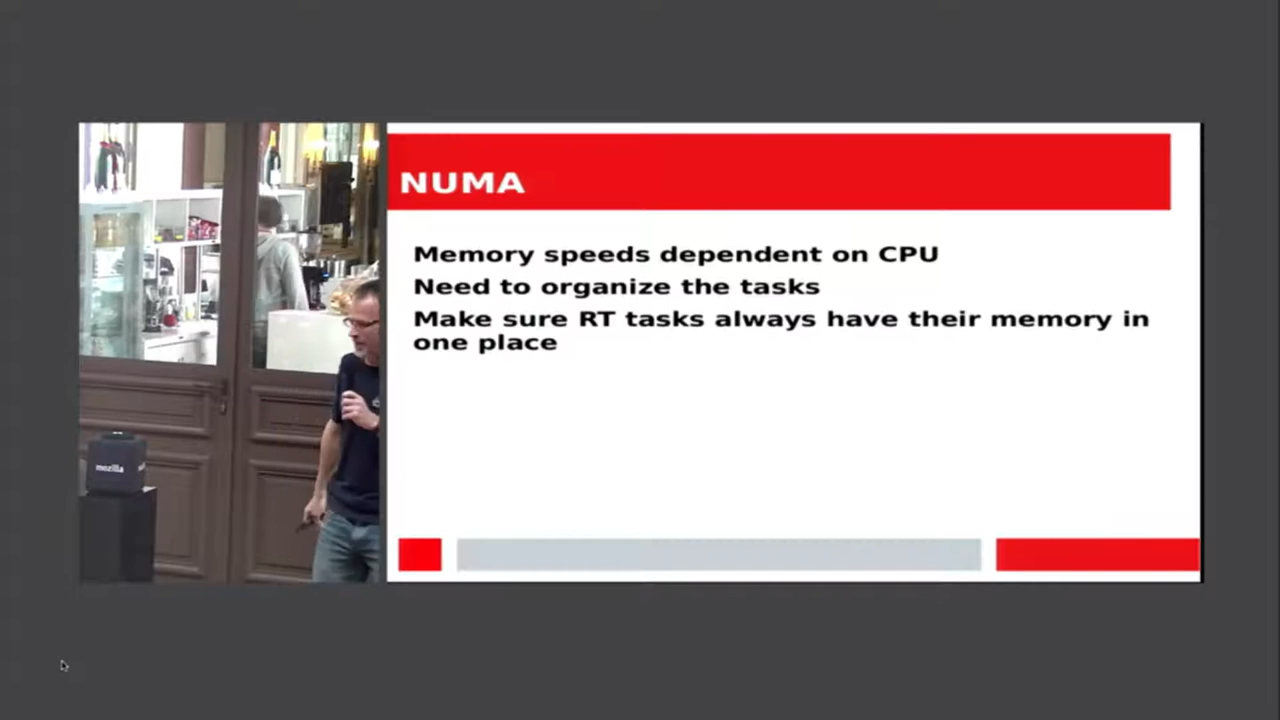 NUMA
Memory speeds dependent on CPU
Need to organize the tasks
Make sure RT tasks always have their memory in
one place
mozilla